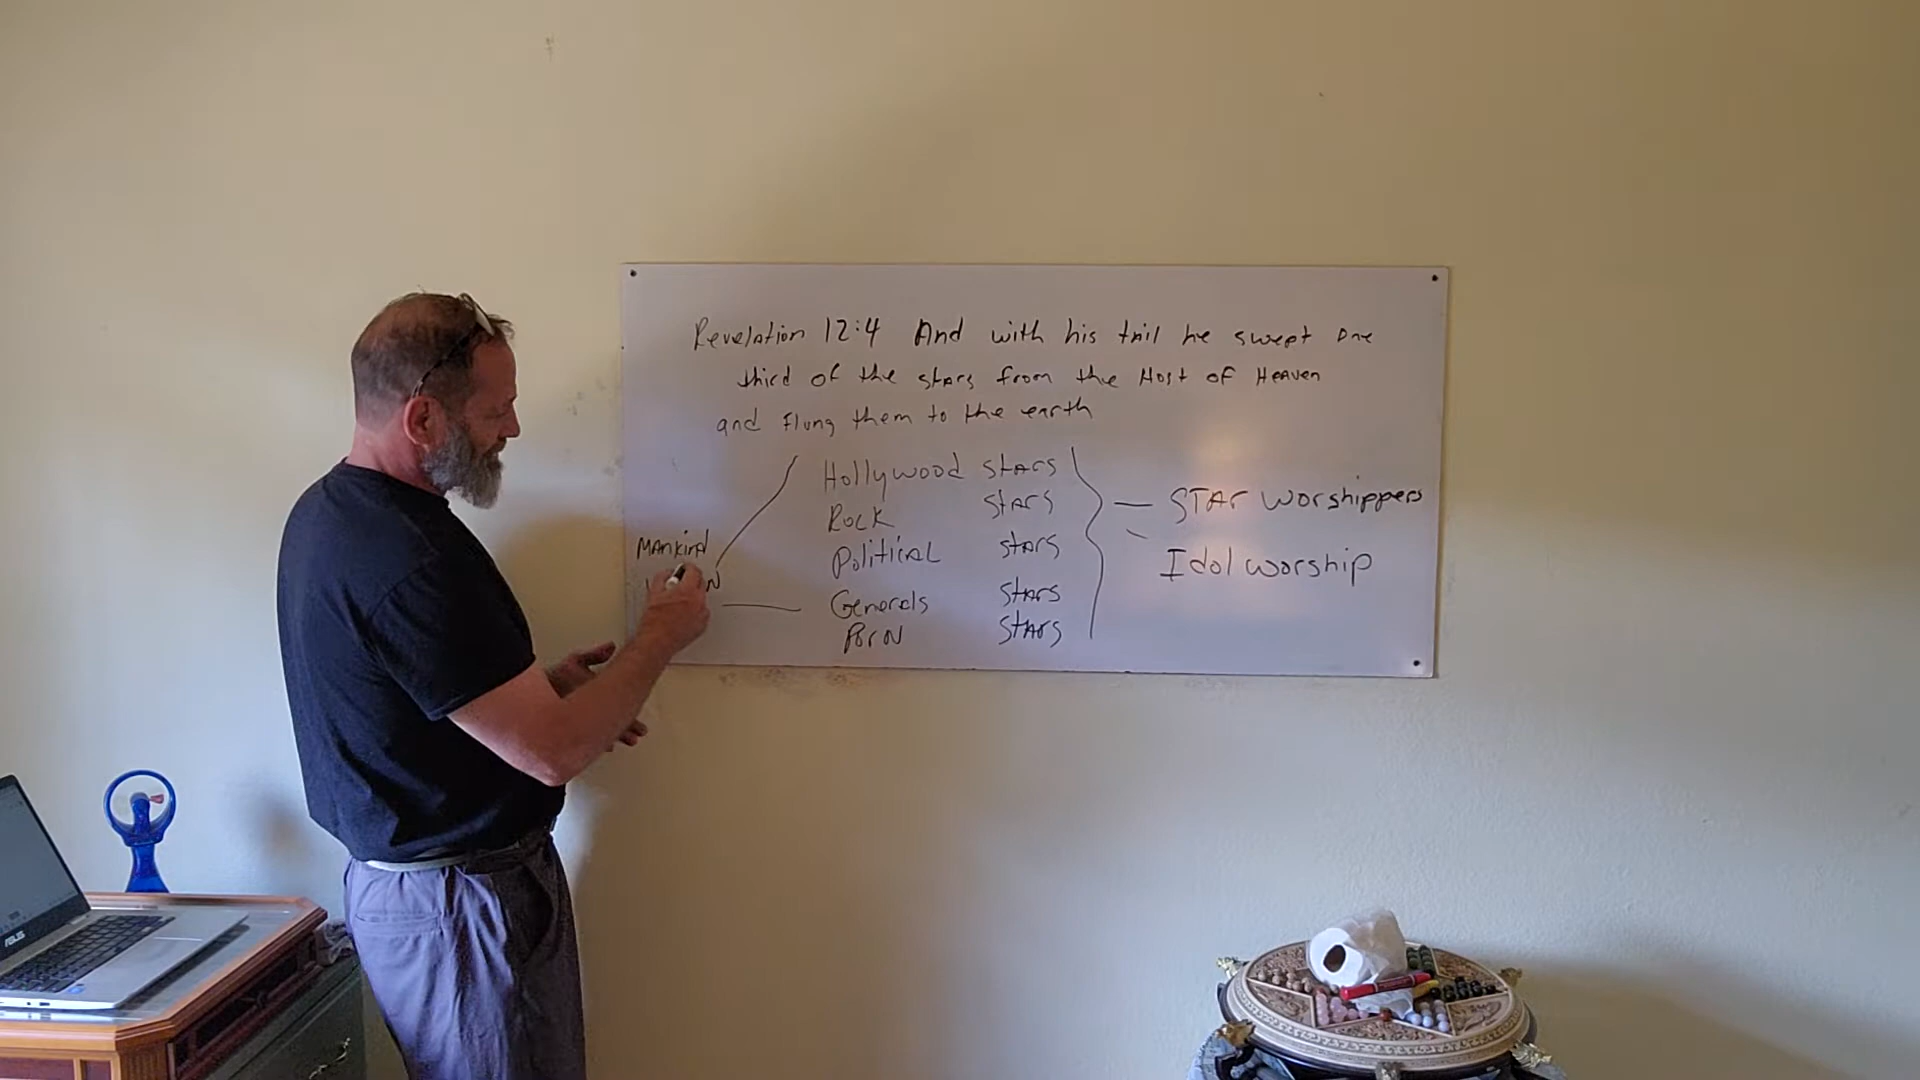 Revelation 12:4 And with his tail he swept one
third of the stars from the Host of Heaven
and flung them to the earth
Hollywood stars
Rock stars
Political stars
Generals stars
Porn stars
Mankind
STAr worshippers
Idol worship
ASUS